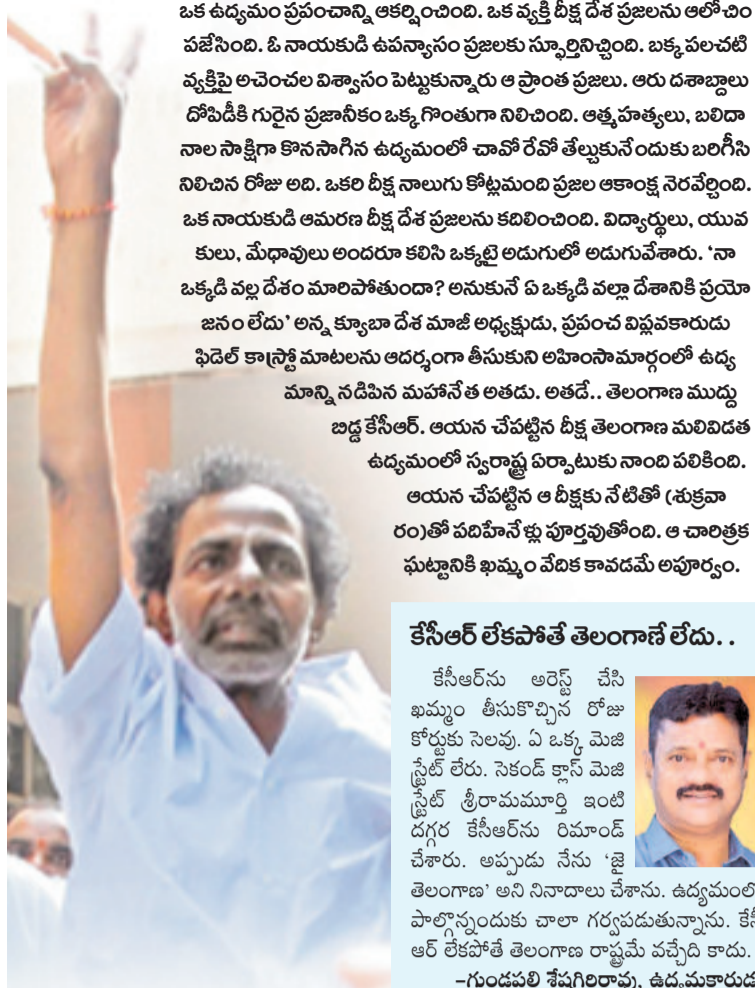 ఒక ఉద్యమం ప్రపంచాన్ని ఆకర్షించింది. ఒక వ్యక్తి దీక్ష దేశ ప్రజలను ఆలోచిం
పజేసింది. ఓ నాయకుడి ఉపన్యాసం ప్రజలకు స్ఫూర్తినిచ్చింది. బక్క పలచటి
వ్యక్తిపై అచెంచల విశ్వాసం పెట్టుకున్నారు ఆ ప్రాంత ప్రజలు. ఆరు దశాబ్దాలు
దోపిడీకి గురైన ప్రజానీకం ఒక్క గొంతుగా నిలిచింది. ఆత్మహత్యలు, బలిదా
నాల సాక్షిగా కొనసాగిన ఉద్యమంలో చావో రేవో తేల్చుకునేందుకు బరిగీసి
నిలిచిన రోజు అది. ఒకరి దీక్ష నాలుగు కోట్లమంది ప్రజల ఆకాంక్ష నెరవేర్చింది.
ఒక నాయకుడి ఆమరణ దీక్ష దేశ ప్రజలను కదిలించింది. విద్యార్థులు, యువ
కులు, మేధావులు అందరూ కలిసి ఒక్కటై అడుగులో అడుగువేశారు. ‘నా
ఒక్కడి వల్ల దేశం మారిపోతుందా? అనుకునే ఏ ఒక్కడి వల్లా దేశానికి ప్రయో
జనం లేదు’ అన్న క్యూబా దేశ మాజీ అధ్యక్షుడు, ప్రపంచ విప్లవకారుడు
ఫిడెల్ కాస్ట్రో మాటలను ఆదర్శంగా తీసుకుని అహింసామార్గంలో ఉద్య
మాన్ని నడిపిన మహానేత అతడు. అతడే.. తెలంగాణ ముద్దు
బిడ్డ కేసీఆర్. ఆయన చేపట్టిన దీక్ష తెలంగాణ మలివిడత
ఉద్యమంలో స్వరాష్ట్ర ఏర్పాటుకు నాంది పలికింది.
ఆయన చేపట్టిన ఆ దీక్షకు నేటితో (శుక్రవా
రం)తో పదిహేనేళ్లు పూర్తవుతోంది. ఆ చారిత్రక
ఘట్టానికి ఖమ్మం వేదిక కావడమే అపూర్వం.
కేసీఆర్ లేకపోతే తెలంగాణే లేదు..
కేసీఆర్‌ను అరెస్ట్ చేసి
ఖమ్మం తీసుకొచ్చిన రోజు
కోర్టుకు సెలవు. ఏ ఒక్క మెజి
స్ట్రేట్ లేరు. సెకండ్ క్లాస్ మెజి
స్ట్రేట్ శ్రీరామమూర్తి ఇంటి
దగ్గర కేసీఆర్‌ను రిమాండ్
చేశారు. అప్పుడు నేను ‘జై
తెలంగాణ’ అని నినాదాలు చేశాను. ఉద్యమంలో
పాల్గొన్నందుకు చాలా గర్వపడుతున్నాను. కేసీ
ఆర్ లేకపోతే తెలంగాణ రాష్ట్రమే వచ్చేది కాదు.
–గుండపల్లి శేషగిరిరావు, ఉద్యమకారుడు